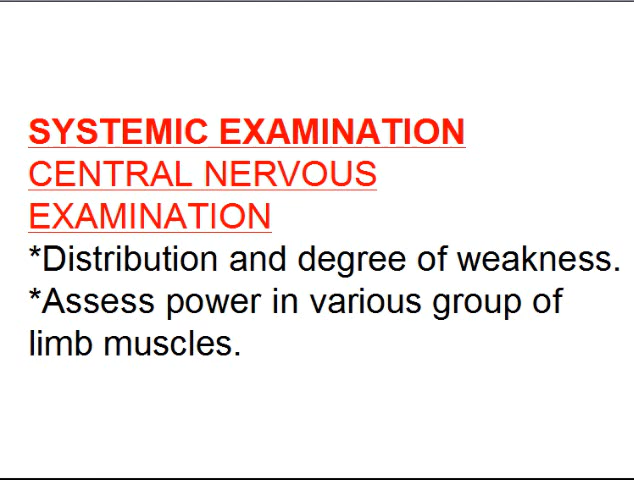 SYSTEMIC EXAMINATION
CENTRAL NERVOUS
EXAMINATION
*Distribution and degree of weakness.
*Assess power in various group of
limb muscles.